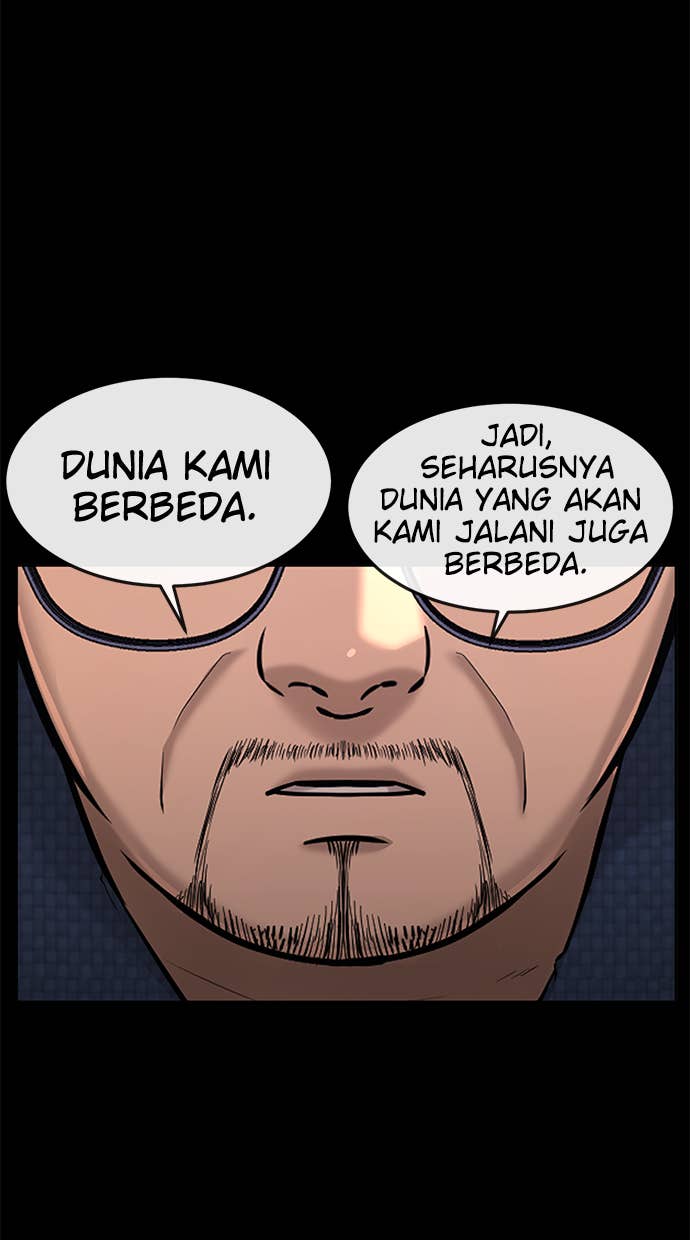 DUNIA KAMI
BERBEDA.
JADI,
SEHARUSNYA
DUNIA YANG AKAN
KAMI JALANI JUGA
BERBEDA.